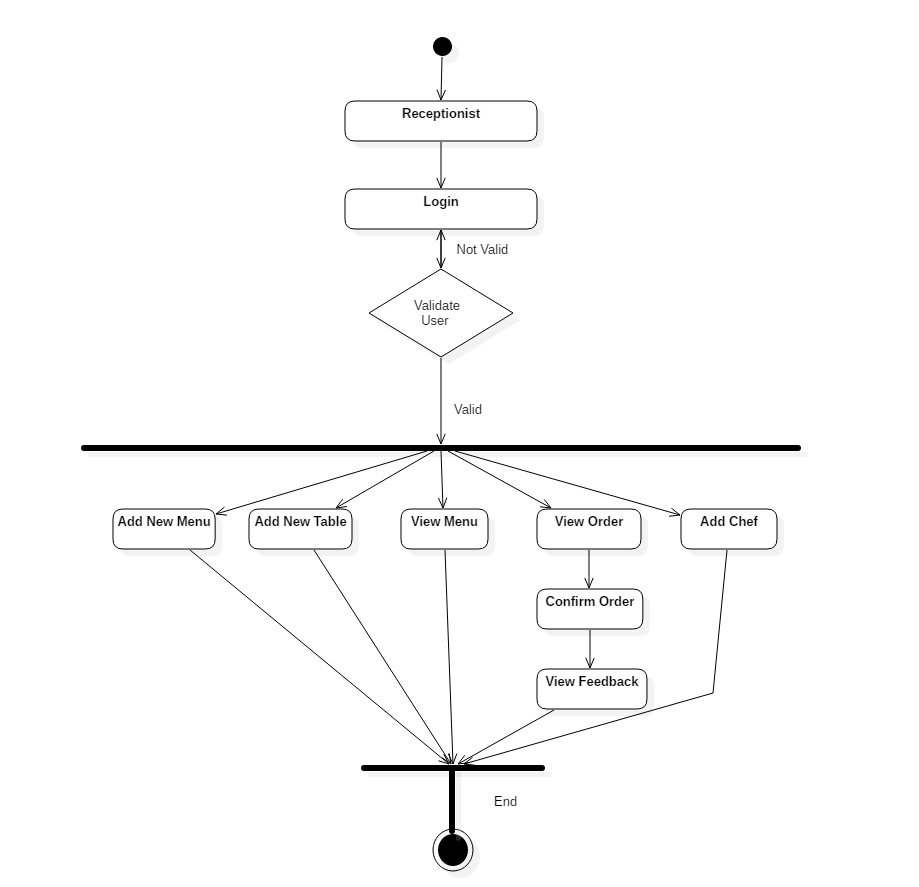 Receptionist
Login
Not Valid
Validate
User
Valid
Add New Menu
Add New Table
View Menu
View Order
Add Chef
Confirm Order
View Feedback
End